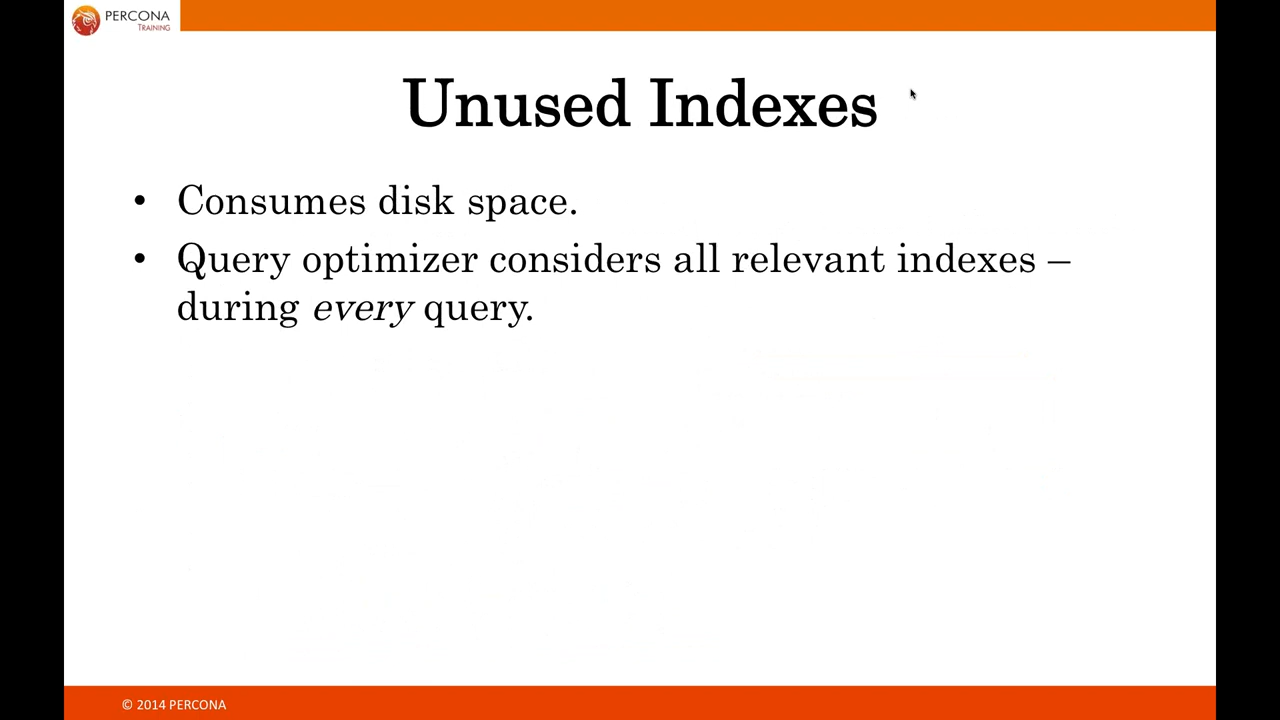 PERCONA
TRAINING
Unused Indexes
• Consumes disk space.
• Query optimizer considers all relevant indexes –
during every query.
© 2014 PERCONA